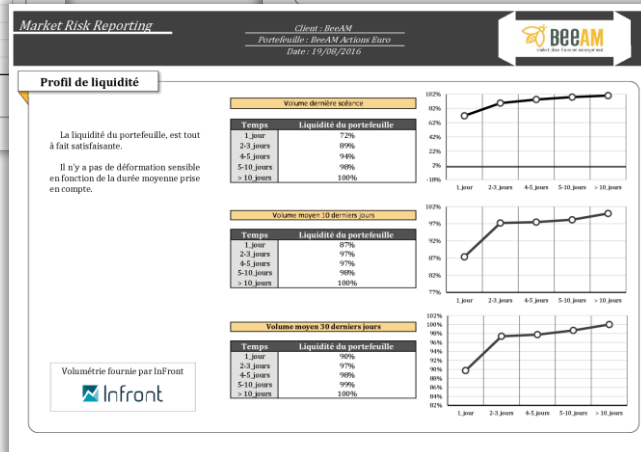 Market Risk Reporting
Client : BeeAM
Portefeuille : BeeAM Actions Euro
Date : 19/08/2016
BEEAM
Profil de liquidité
La liquidité du portefeuille, est tout
à fait satisfaisante.
Il n'y a pas de déformation sensible
en fonction de la durée moyenne prise
en compte.
Volume dernière scéance
Temps Liquidité du portefeuille
1 jour 72%
2-3 jours 89%
4-5 jours 94%
5-10 jours 98%
> 10 jours 100%
102%
82%
62%
42%
22%
2%
-18%
1 jour 2-3 jours 4-5 jours 5-10 jours > 10 jours
Volume moyen 10 derniers jours
Temps Liquidité du portefeuille
1 jour 87%
2-3 jours 97%
4-5 jours 97%
5-10 jours 98%
> 10 jours 100%
102%
97%
92%
87%
82%
77%
1 jour 2-3 jours 4-5 jours 5-10 jours > 10 jours
Volume moyen 30 derniers jours
Temps Liquidité du portefeuille
1 jour 90%
2-3 jours 97%
4-5 jours 98%
5-10 jours 99%
> 10 jours 100%
102%
100%
98%
96%
94%
92%
90%
88%
86%
84%
82%
1 jour 2-3 jours 4-5 jours 5-10 jours > 10 jours
Volumétrie fournie par InFront
Infront